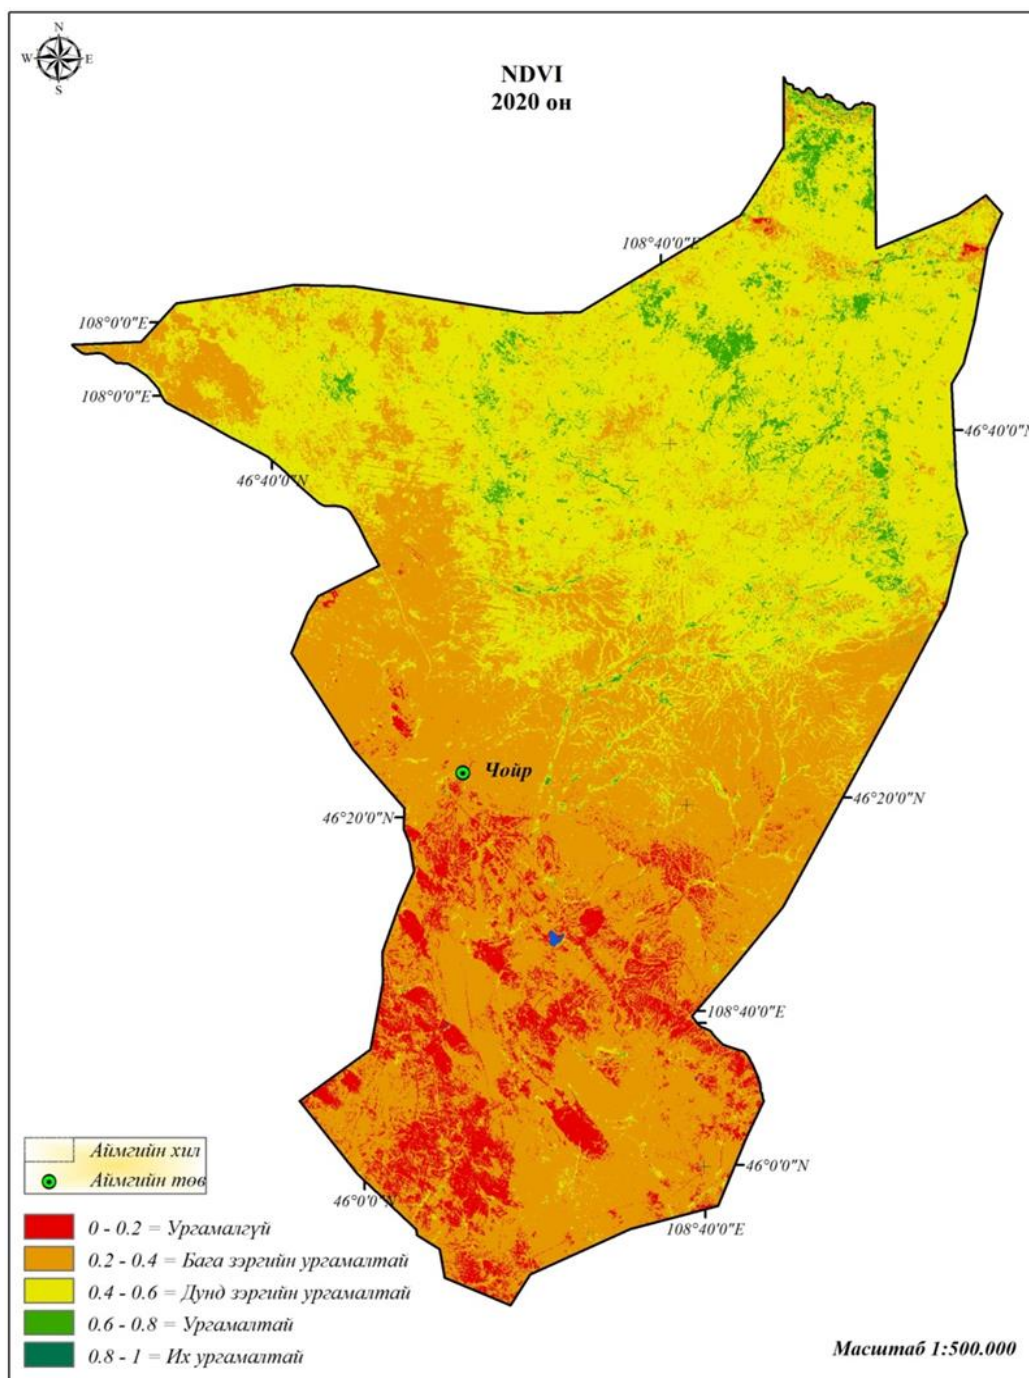 N
W E
S
NDVI
2020 он
108°40'0"E
108°0'0"E
108°0'0"E
46°40'0"N
46°40'0"N
Чойр
46°20'0"N
46°20'0"N
108°40'0"E
46°0'0"N
46°0'0"N
108°40'0"E
Аймгийн хил
Аймгийн төв
0 - 0.2 = Ургамалгүй
0.2 - 0.4 = Бага зэргийн ургамалтай
0.4 - 0.6 = Дунд зэргийн ургамалтай
0.6 - 0.8 = Ургамалтай
0.8 - 1 = Их ургамалтай
Масштаб 1:500.000